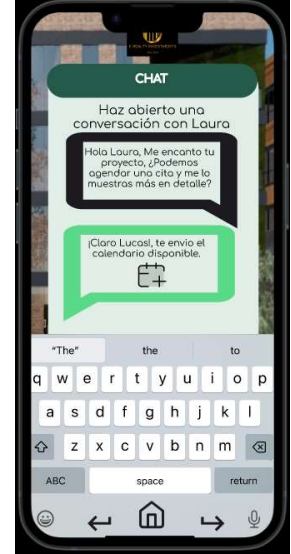 CHAT
Haz abierto una
conversación con Laura
Hola Laura, Me encanto tu
proyecto, ¿Podemos
agendar una cita y me lo
muestras más en detalle?
¡Claro Lucas!, te envio el
calendario disponible.
"The" the to
q w e r t y u i o p
a s d f g h j k l
z x c v b n m
ABC space return